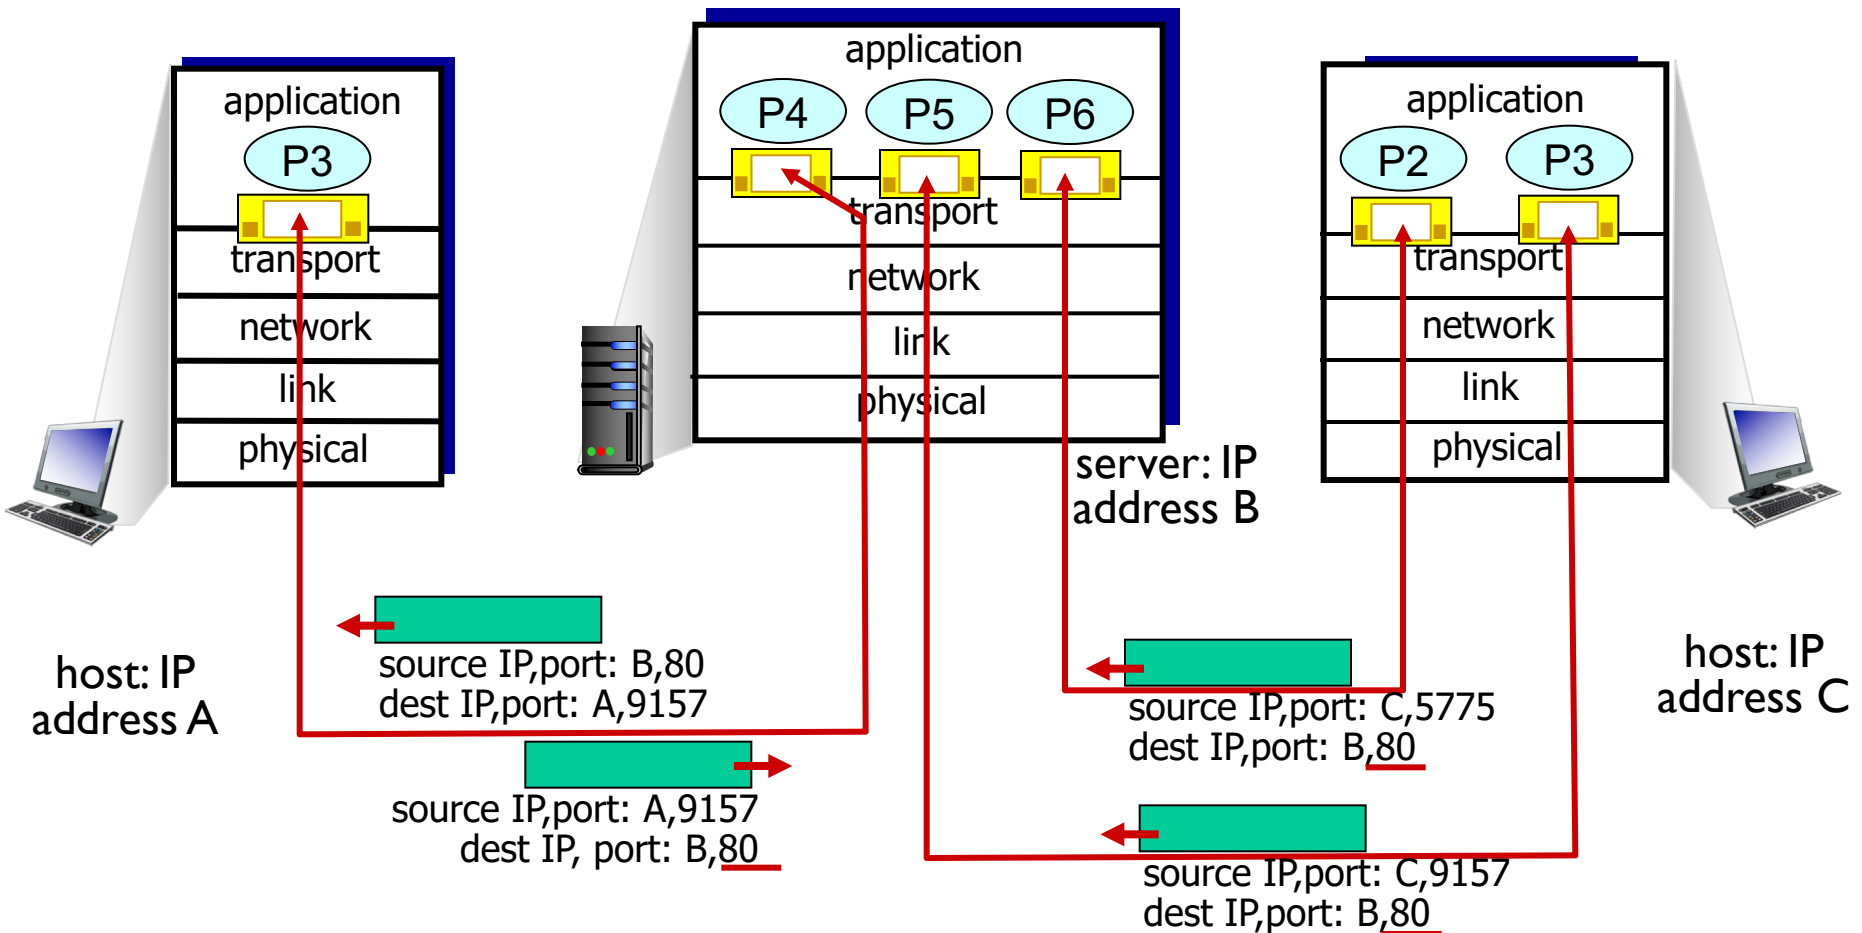 application
P3
transport
network
link
physical
host: IP
address A
application
P4
P5
P6
transport
network
link
physical
server: IP
address B
application
P2
P3
transport
network
link
physical
host: IP
address C
source IP,port: B,80
dest IP,port: A,9157
source IP,port: A,9157
dest IP, port: B,80
source IP,port: C,5775
dest IP,port: B,80
source IP,port: C,9157
dest IP,port: B,80